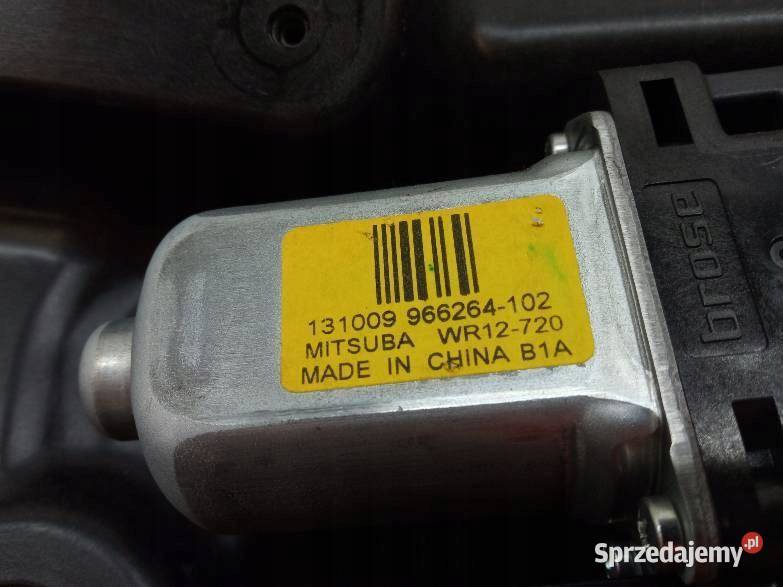 131009 966264-102
MITSUBA WR12-720
MADE IN CHINA B1A
brose
Sprzedajemy.pl